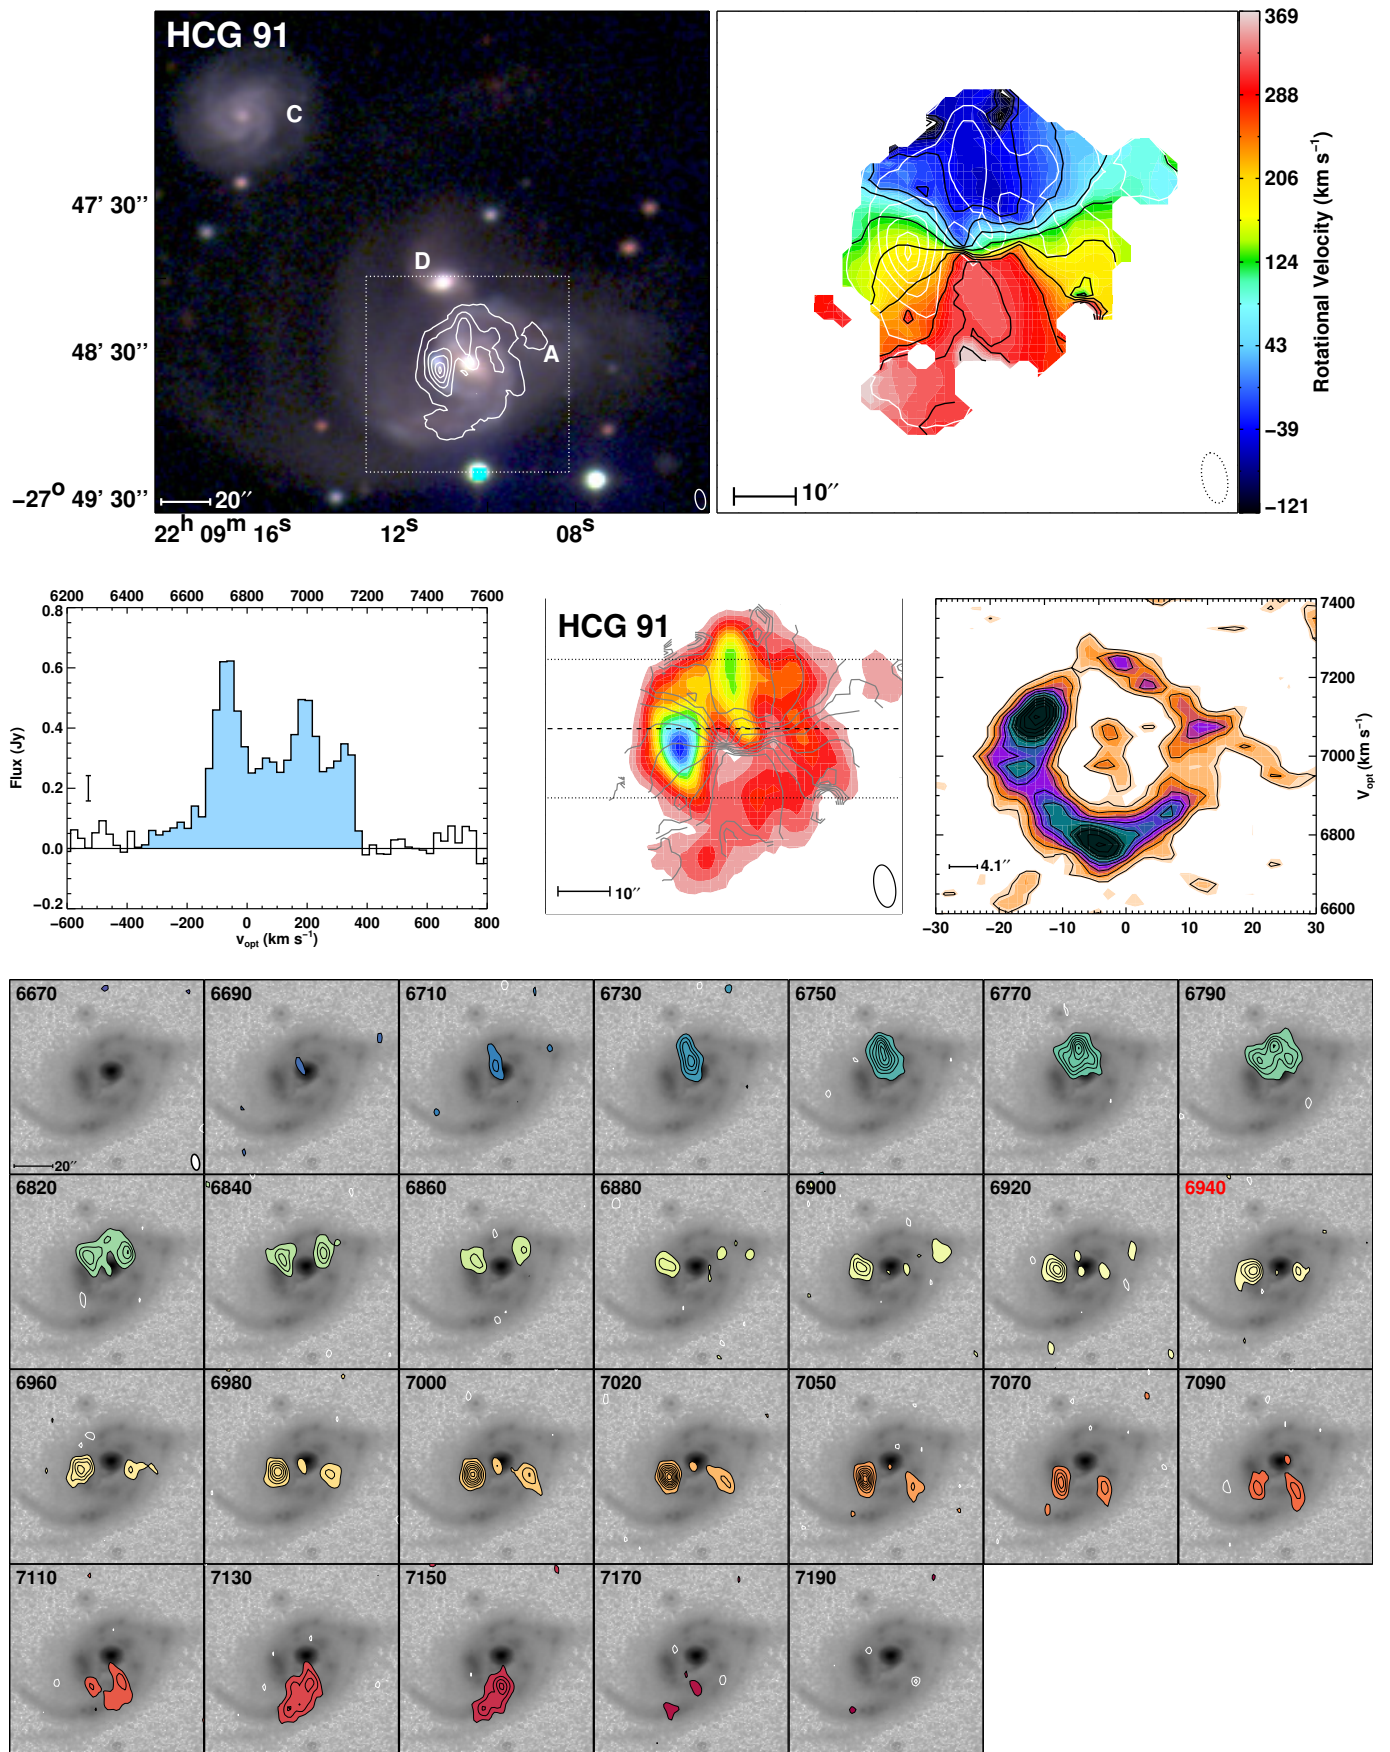 HCG 91
C
D
A
47' 30''
48' 30''
−27° 49' 30''
20''
22h 09m 16s
12s
08s
10''
369
288
206
124
43
−39
−121
Rotational Velocity (km s−1)
6200 6400 6600 6800 7000 7200 7400 7600
0.8
0.6
0.4
0.2
0.0
−0.2
Flux (Jy)
−600 −400 −200 0 200 400 600 800
vopt (km s−1)
HCG 91
10''
7400
7200
7000
6800
6600
Vopt (km s−1)
4.1''
−30 −20 −10 0 10 20 30
6670 6690 6710 6730 6750 6770 6790
20''
6820 6840 6860 6880 6900 6920 6940
6960 6980 7000 7020 7050 7070 7090
7110 7130 7150 7170 7190